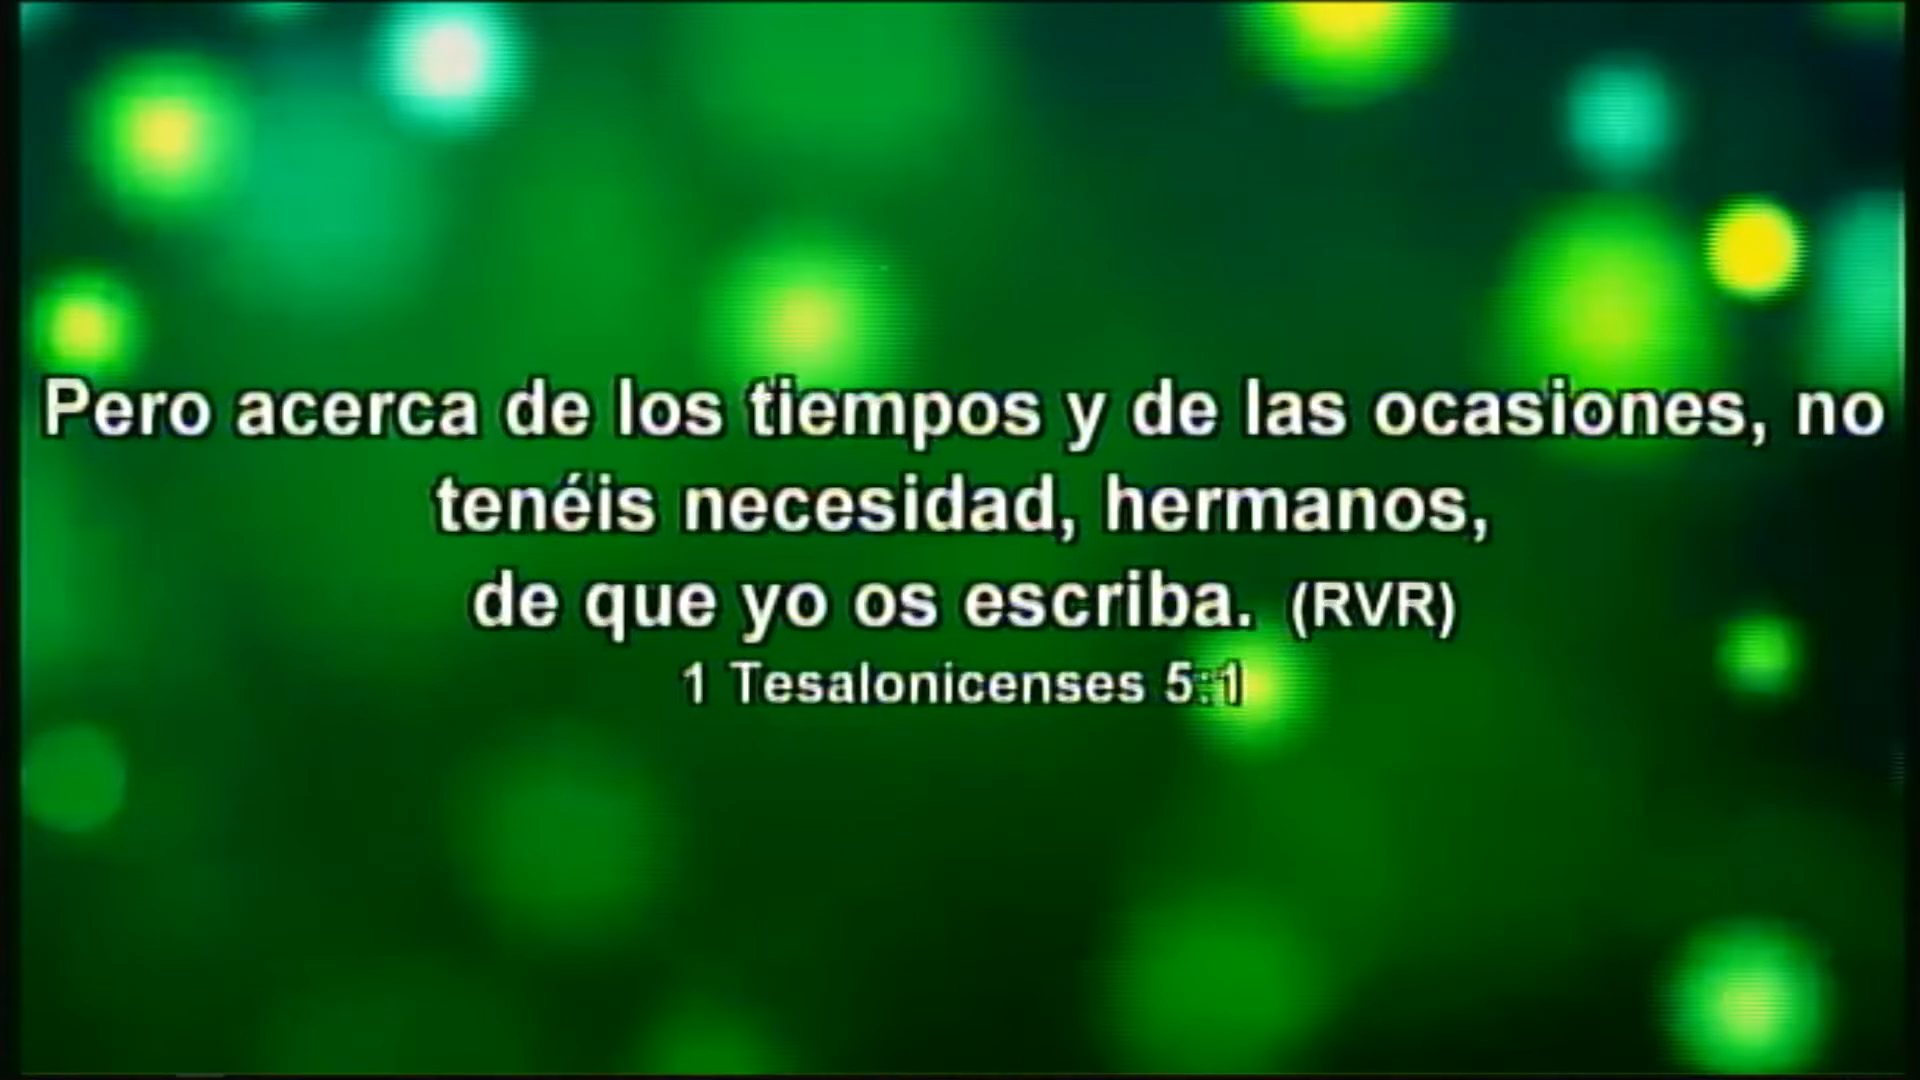 Pero acerca de los tiempos y de las ocasiones, no
tenéis necesidad, hermanos,
de que yo os escriba. (RVR)
1 Tesalonicenses 5:1